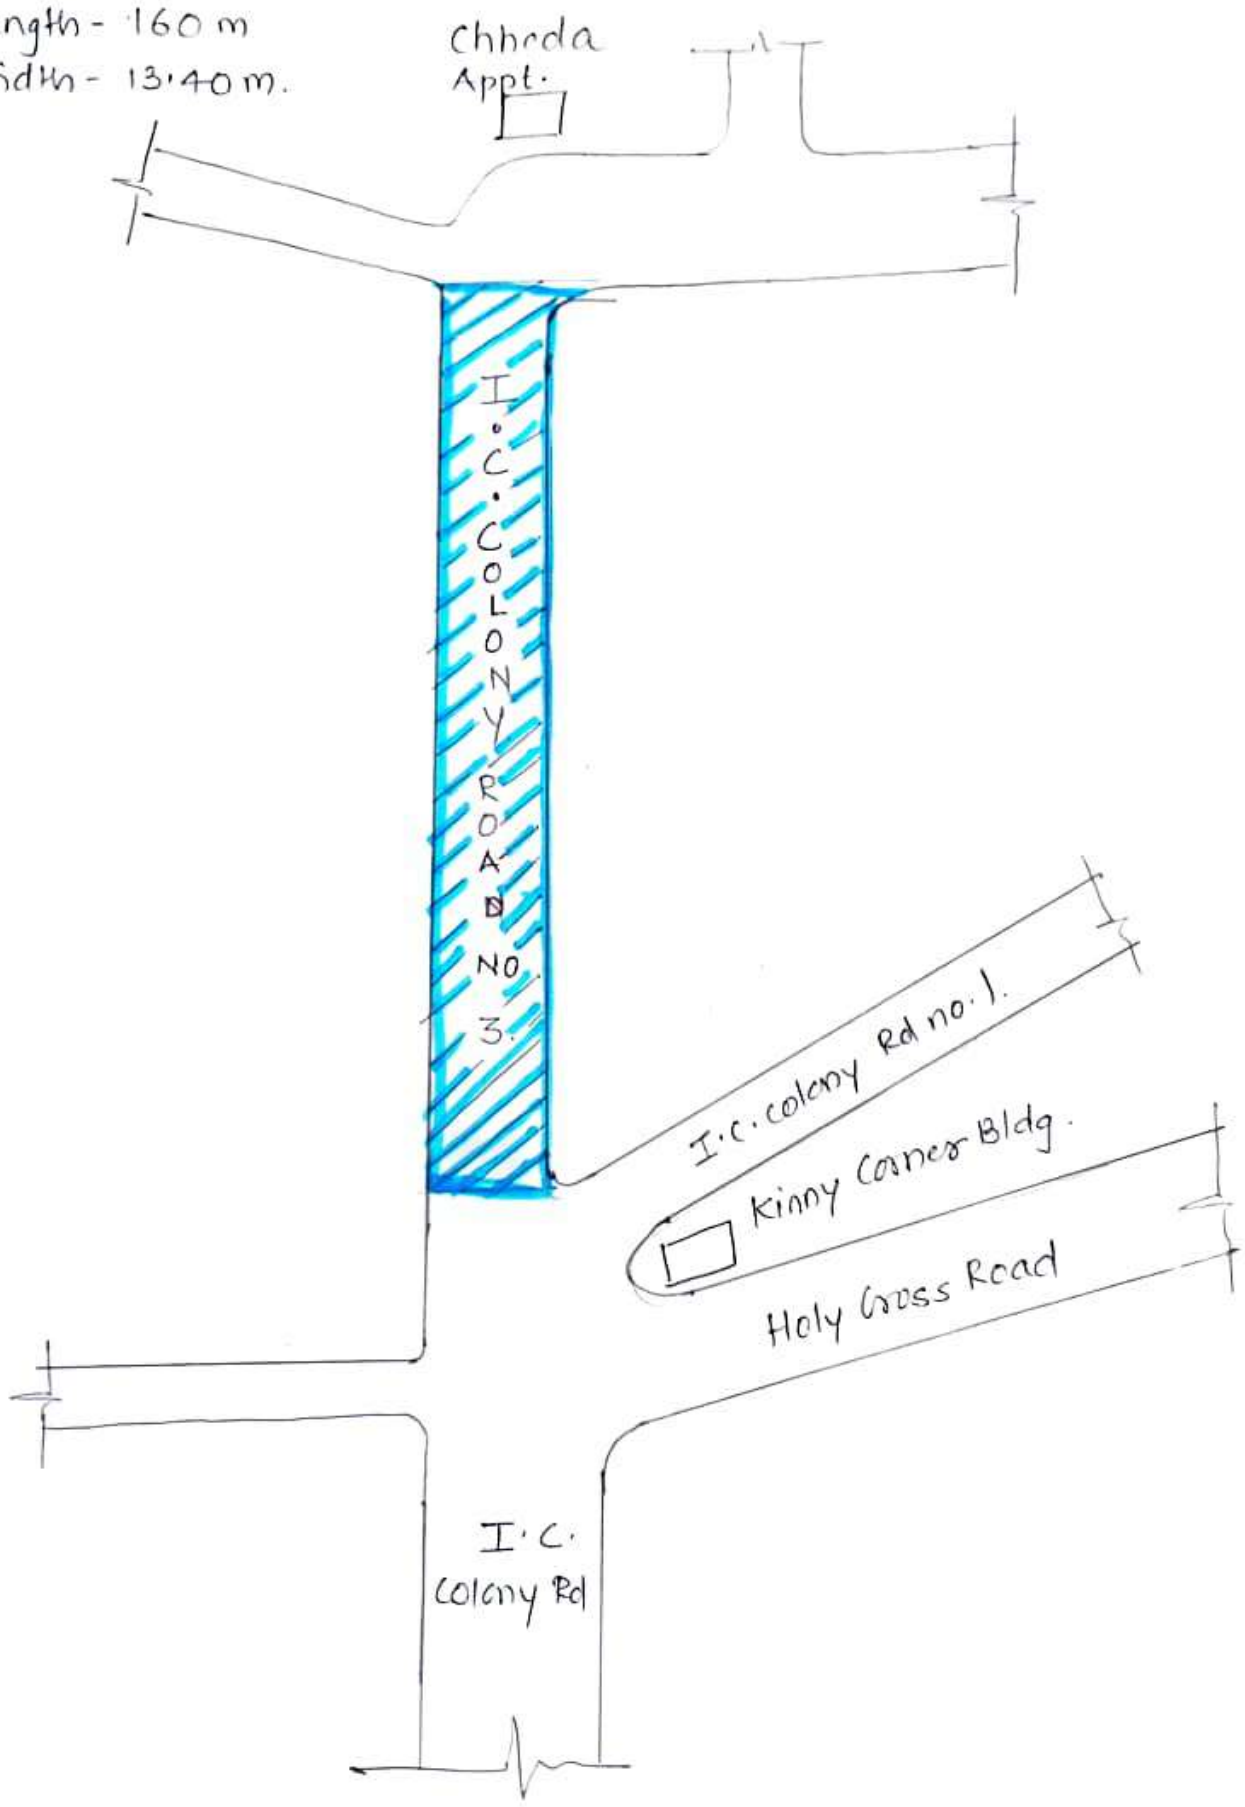 ngth - 160 m
idth - 13.40 m.
Chheda
Appt.
I.C.COLONY ROAD NO 3.
I.C. colony Rd no.1.
Kinny Corner Bldg.
Holy Cross Road
I.C.
Colony Rd